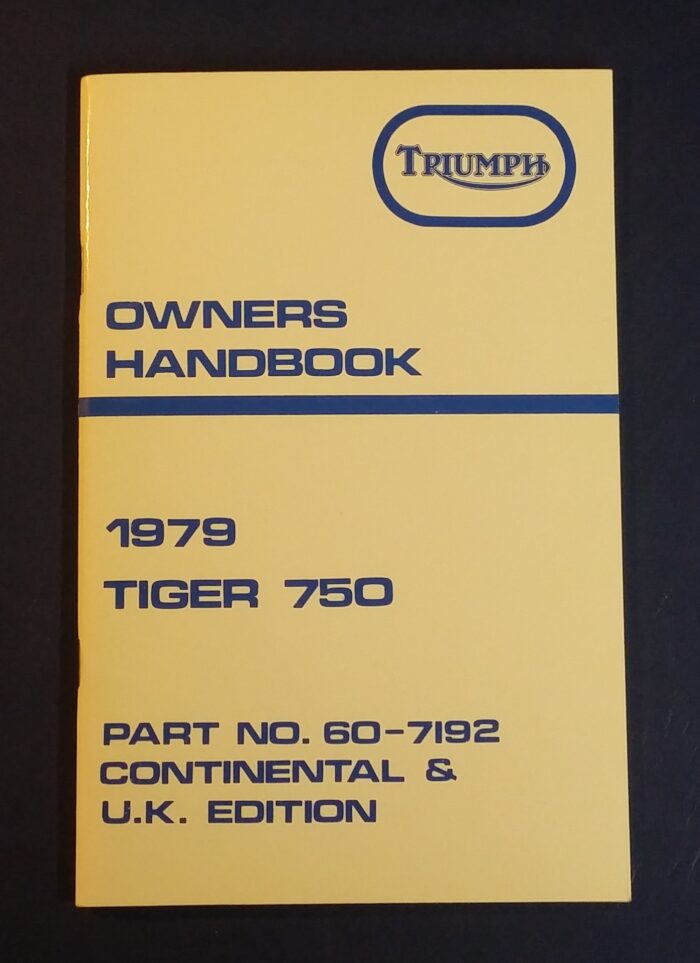 TRIUMPH
OWNERS
HANDBOOK
1979
TIGER 750
PART NO. 60-7192
CONTINENTAL &
U.K. EDITION